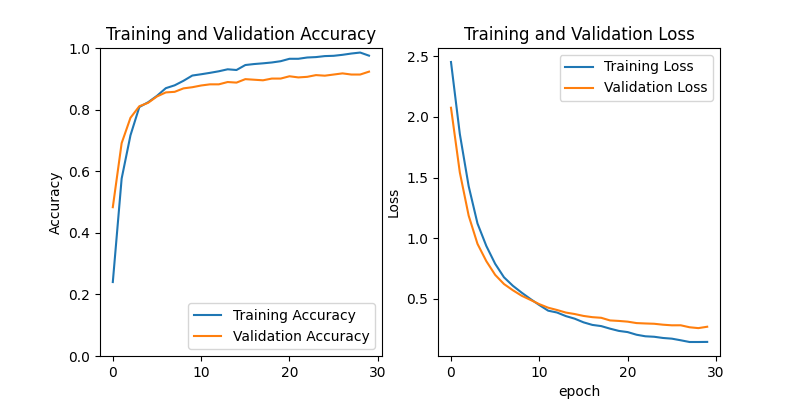 Training and Validation Accuracy
1.0
0.8
0.6
0.4
0.2
0.0
Accuracy
0
10
20
30
Training Accuracy
Validation Accuracy
Training and Validation Loss
2.5
2.0
1.5
1.0
0.5
Loss
0
10
20
30
epoch
Training Loss
Validation Loss